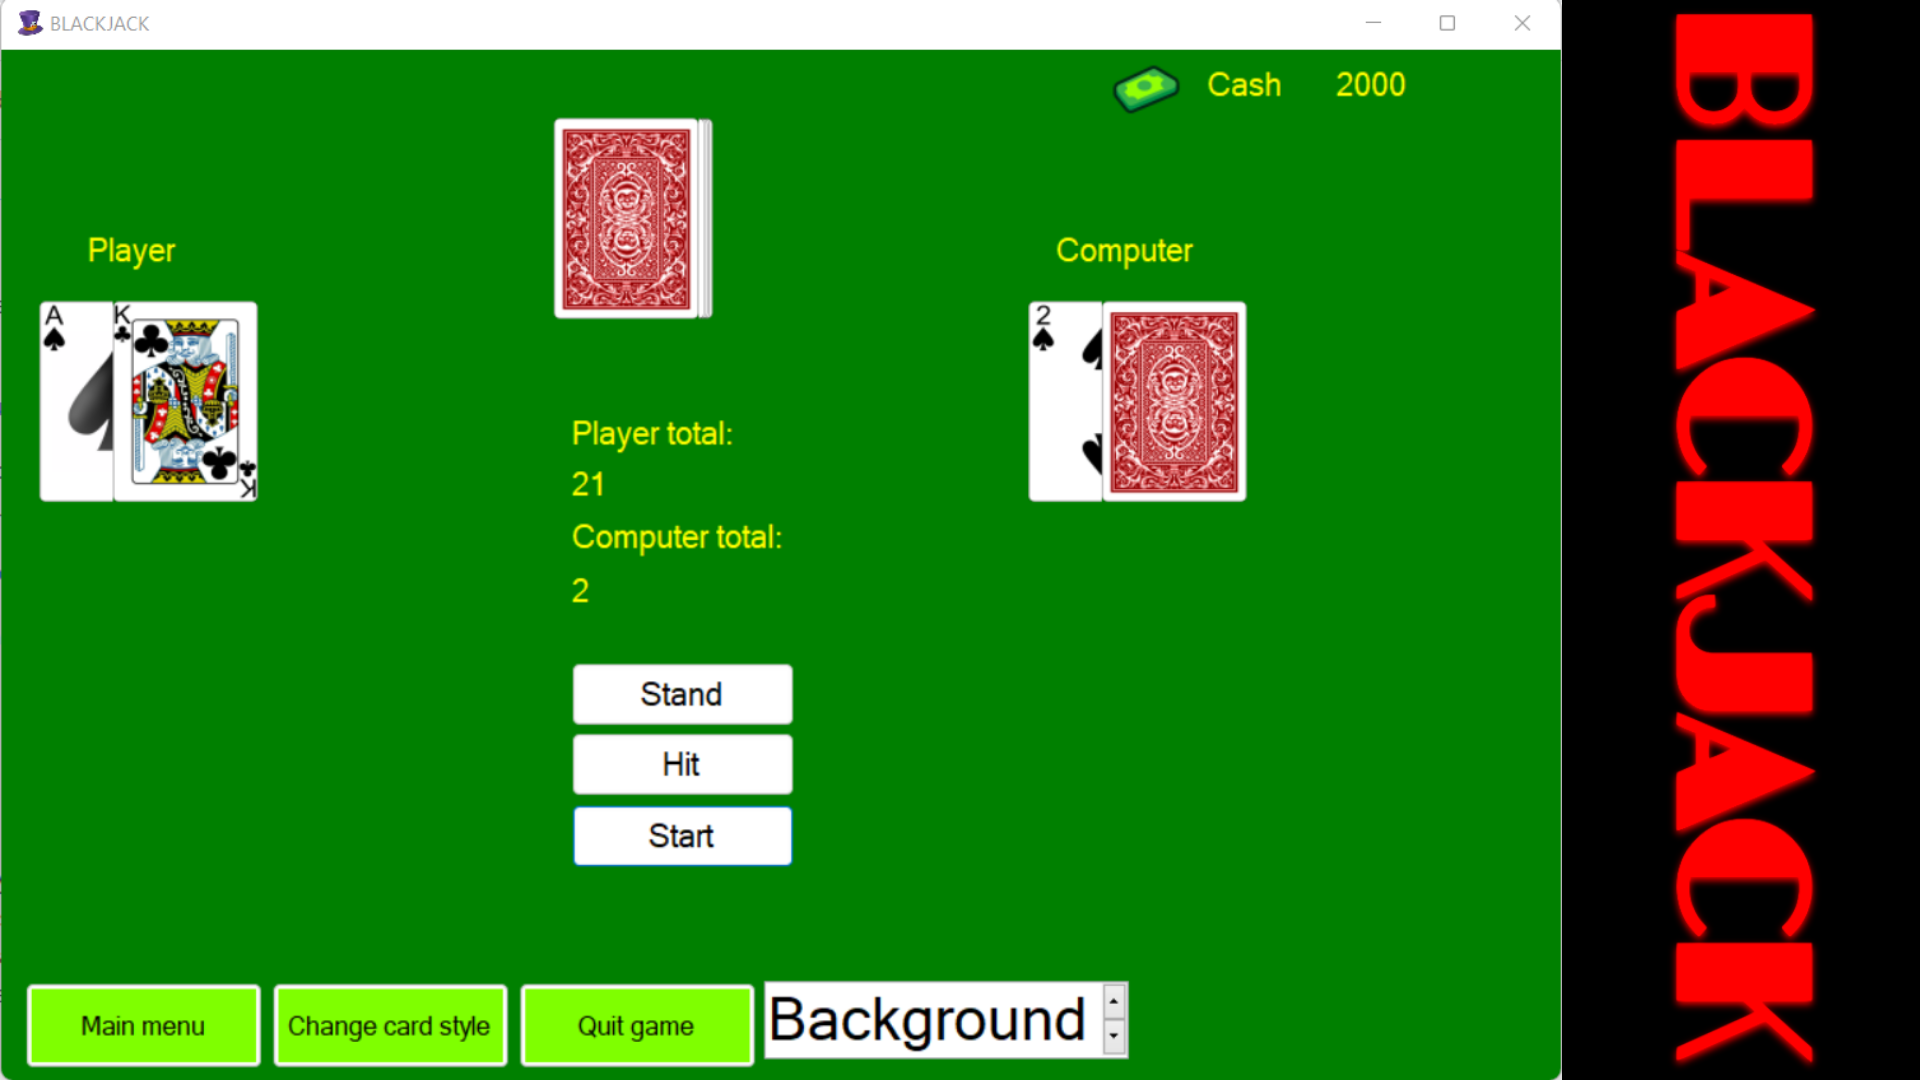 BLACKJACK
Cash 2000
Player
Computer
A
K
K
2
Player total:
21
Computer total:
2
Stand
Hit
Start
Main menu
Change card style
Quit game
Background
BLACKJACK